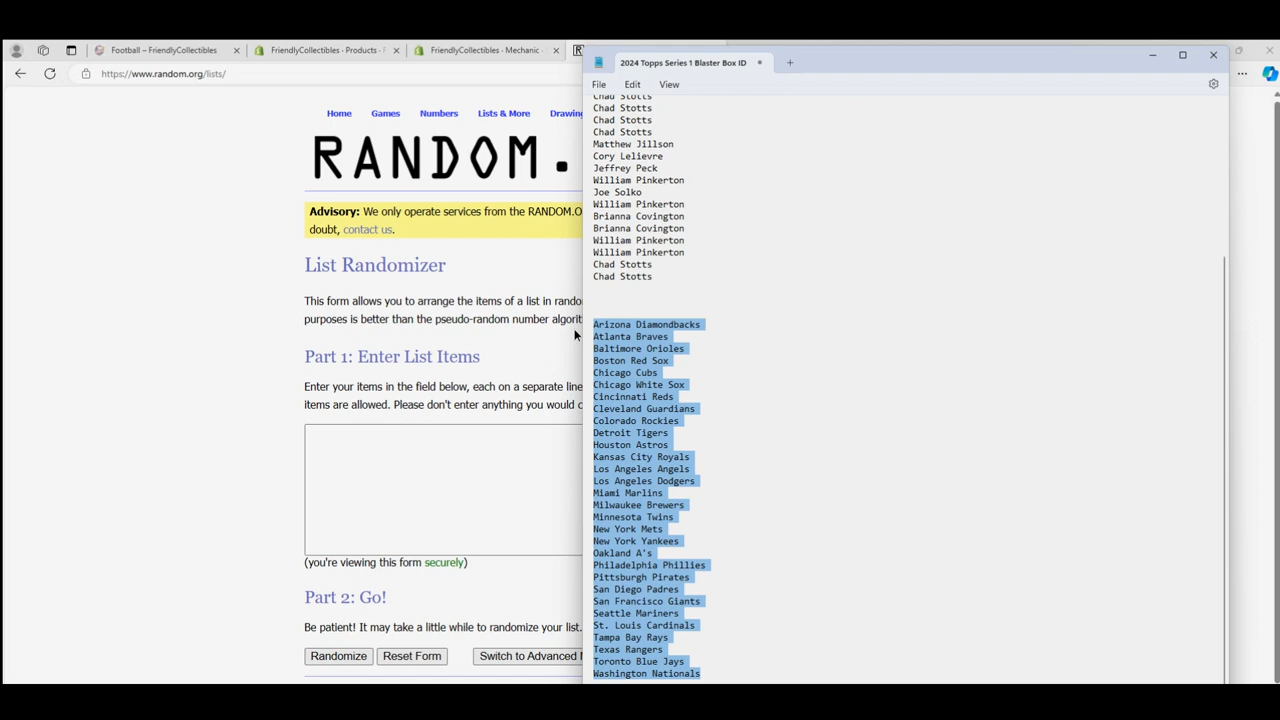 Football – FriendlyCollectibles
FriendlyCollectibles · Products ·
FriendlyCollectibles · Mechanic ·
https://www.random.org/lists/
Home Games Numbers Lists & More Drawin
RANDOM.
Advisory: We only operate services from the RANDOM.O
doubt, contact us.
List Randomizer
This form allows you to arrange the items of a list in rando
purposes is better than the pseudo-random number algorit
Part 1: Enter List Items
Enter your items in the field below, each on a separate line
items are allowed. Please don't enter anything you would c
(you're viewing this form securely)
Part 2: Go!
Be patient! It may take a little while to randomize your list.
Randomize Reset Form Switch to Advanced
2024 Topps Series 1 Blaster Box ID
File Edit View
Chad Stotts
Chad Stotts
Chad Stotts
Chad Stotts
Matthew Jillson
Cory Lelievre
Jeffrey Peck
William Pinkerton
Joe Solko
William Pinkerton
Brianna Covington
Brianna Covington
William Pinkerton
William Pinkerton
Chad Stotts
Chad Stotts
Arizona Diamondbacks
Atlanta Braves
Baltimore Orioles
Boston Red Sox
Chicago Cubs
Chicago White Sox
Cincinnati Reds
Cleveland Guardians
Colorado Rockies
Detroit Tigers
Houston Astros
Kansas City Royals
Los Angeles Angels
Los Angeles Dodgers
Miami Marlins
Milwaukee Brewers
Minnesota Twins
New York Mets
New York Yankees
Oakland A's
Philadelphia Phillies
Pittsburgh Pirates
San Diego Padres
San Francisco Giants
Seattle Mariners
St. Louis Cardinals
Tampa Bay Rays
Texas Rangers
Toronto Blue Jays
Washington Nationals